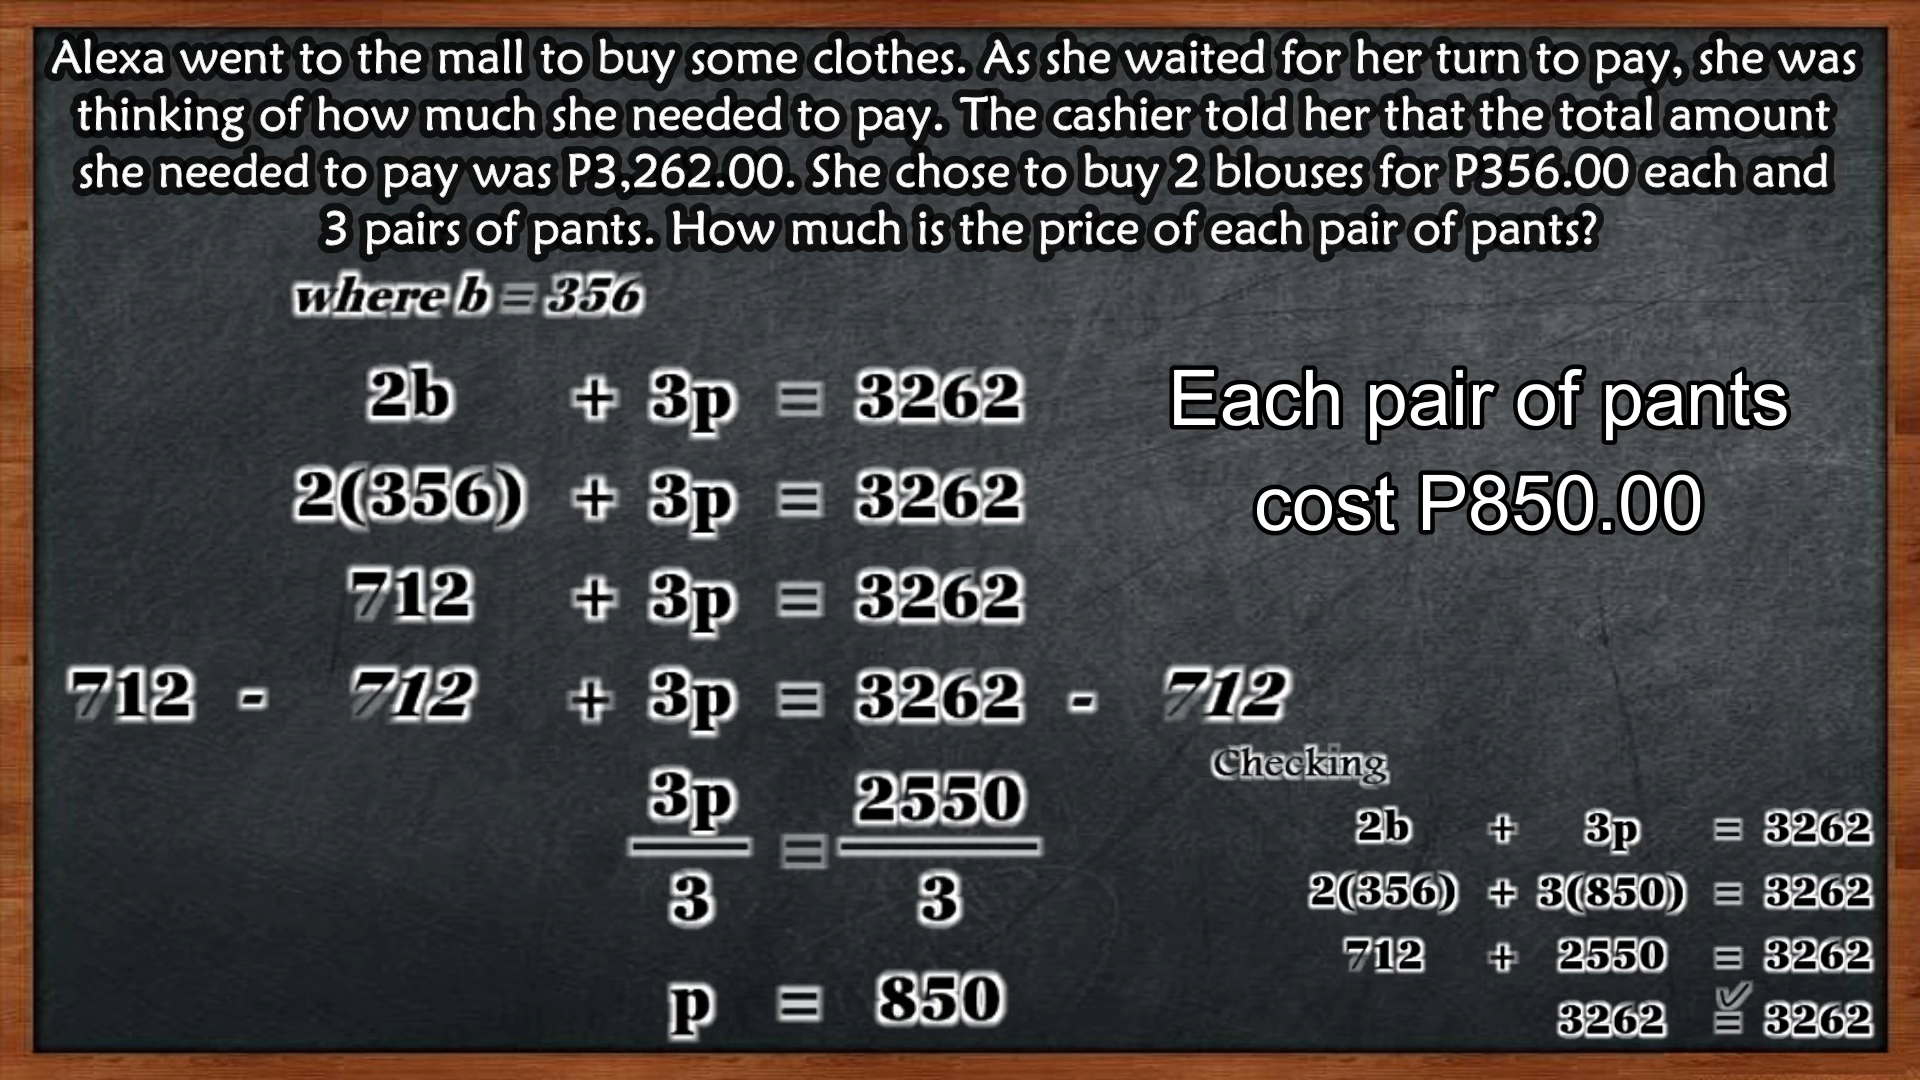 Alexa went to the mall to buy some clothes. As she waited for her turn to pay, she was
thinking of how much she needed to pay. The cashier told her that the total amount
she needed to pay was P3,262.00. She chose to buy 2 blouses for P356.00 each and
3 pairs of pants. How much is the price of each pair of pants?
where b = 356
2b + 3p = 3262
2(356) + 3p = 3262
712 + 3p = 3262
712 - 712 + 3p = 3262 - 712
3p = 2550
3 3
p = 850
Each pair of pants
cost P850.00
Checking
2b + 3p = 3262
2(356) + 3(850) = 3262
712 + 2550 = 3262
✓
3262 = 3262